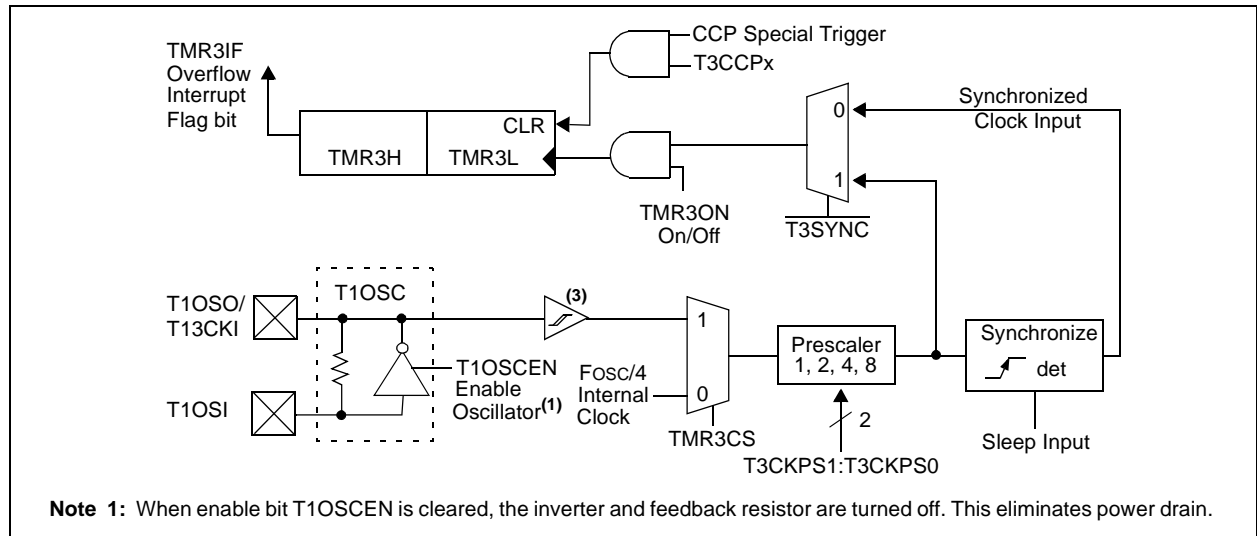 CCP Special Trigger
T3CCPx
TMR3IF
Overflow
Interrupt
Flag bit
CLR
TMR3H
TMR3L
TMR3ON
On/Off
0
1
T3SYNC
Synchronized
Clock Input
T1OSO/
T13CKI
T1OSI
T1OSC
T1OSCEN
Enable
Oscillator(1)
(3)
FOSC/4
Internal
Clock
1
0
TMR3CS
Prescaler
1, 2, 4, 8
2
T3CKPS1:T3CKPS0
Synchronize
det
Sleep Input
Note 1: When enable bit T1OSCEN is cleared, the inverter and feedback resistor are turned off. This eliminates power drain.